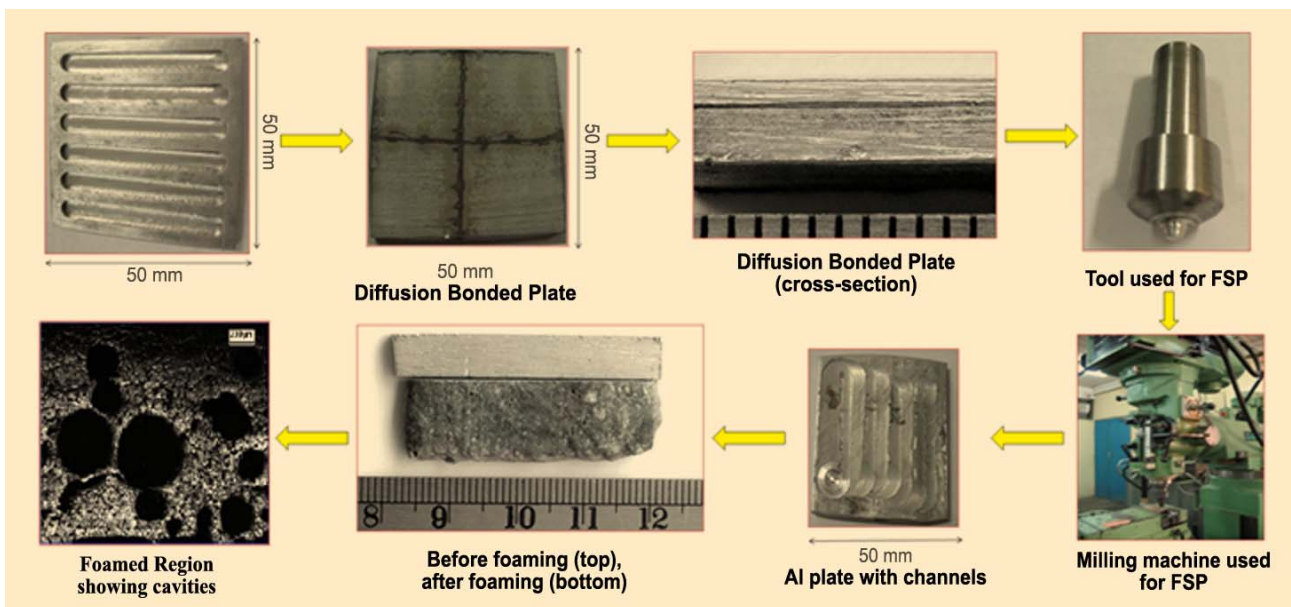 50 mm
50 mm
50 mm
50 mm
Diffusion Bonded Plate
Diffusion Bonded Plate
(cross-section)
Tool used for FSP
Foamed Region
showing cavities
8 9 10 11 12
Before foaming (top),
after foaming (bottom)
50 mm
Al plate with channels
Milling machine used
for FSP